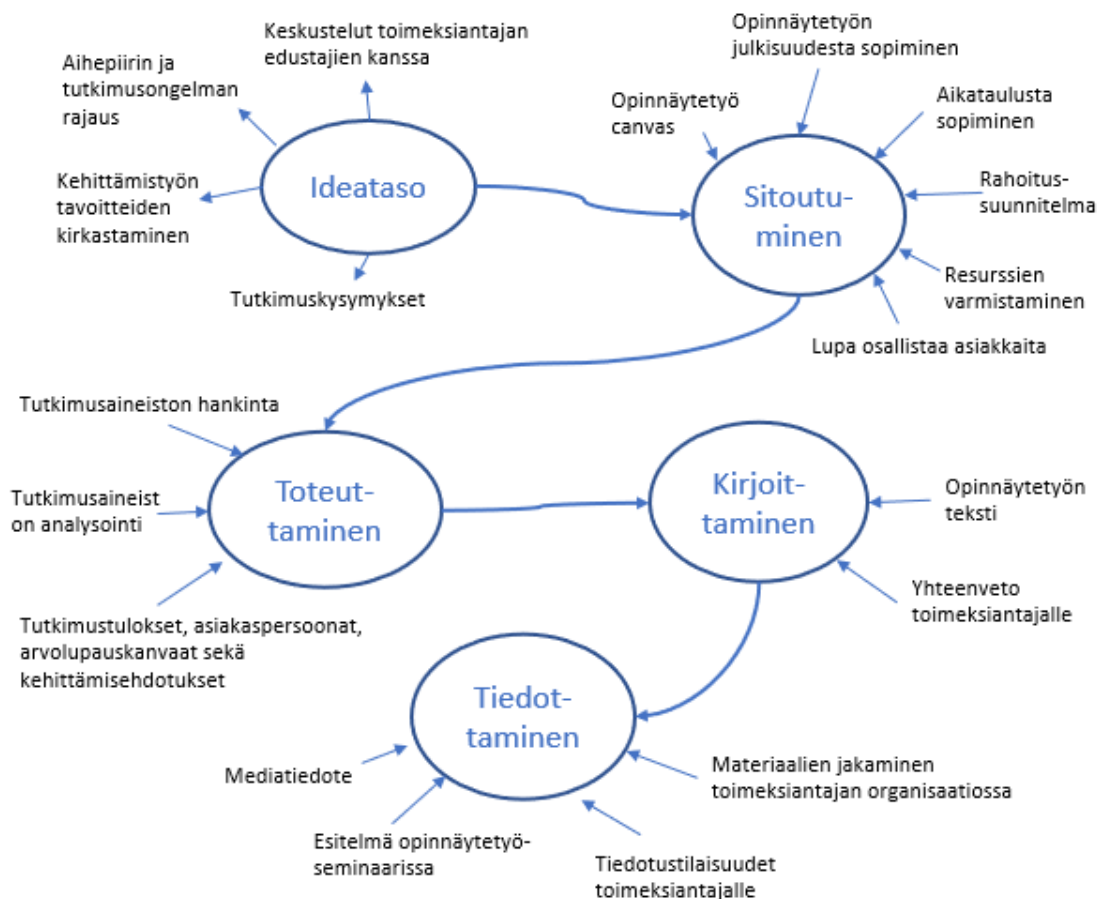 Keskustelut toimeksiantajan
edustajien kanssa
Aihepiirin ja
tutkimusongelman
rajaus
Kehittämistyön
tavoitteiden
kirkastaminen
Ideataso
Tutkimuskysymykset
Opinnäytetyön
julkisuudesta sopiminen
Opinnäytetyö
canvas
Aikataulusta
sopiminen
Rahoitus-
suunnitelma
Sitoutu-
minen
Resurssien
varmistaminen
Lupa osallistaa asiakkaita
Tutkimusaineiston hankinta
Tutkimusaineist
on analysointi
Toteut-
taminen
Tutkimustulokset, asiakaspersoonat,
arvolupauskanvaat sekä
kehittämisehdotukset
Kirjoit-
taminen
Opinnäytetyön
teksti
Yhteenveto
toimeksiantajalle
Tiedot-
taminen
Mediatiedote
Esitelmä opinnäytetyö-
seminaarissa
Tiedotustilaisuudet
toimeksiantajalle
Materiaalien jakaminen
toimeksiantajan organisaatiossa